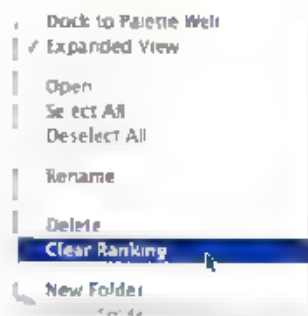 Dock to Palette Well
Expanded View
Open
Select All
Deselect All
Rename
Delete
Clear Ranking
New Folder